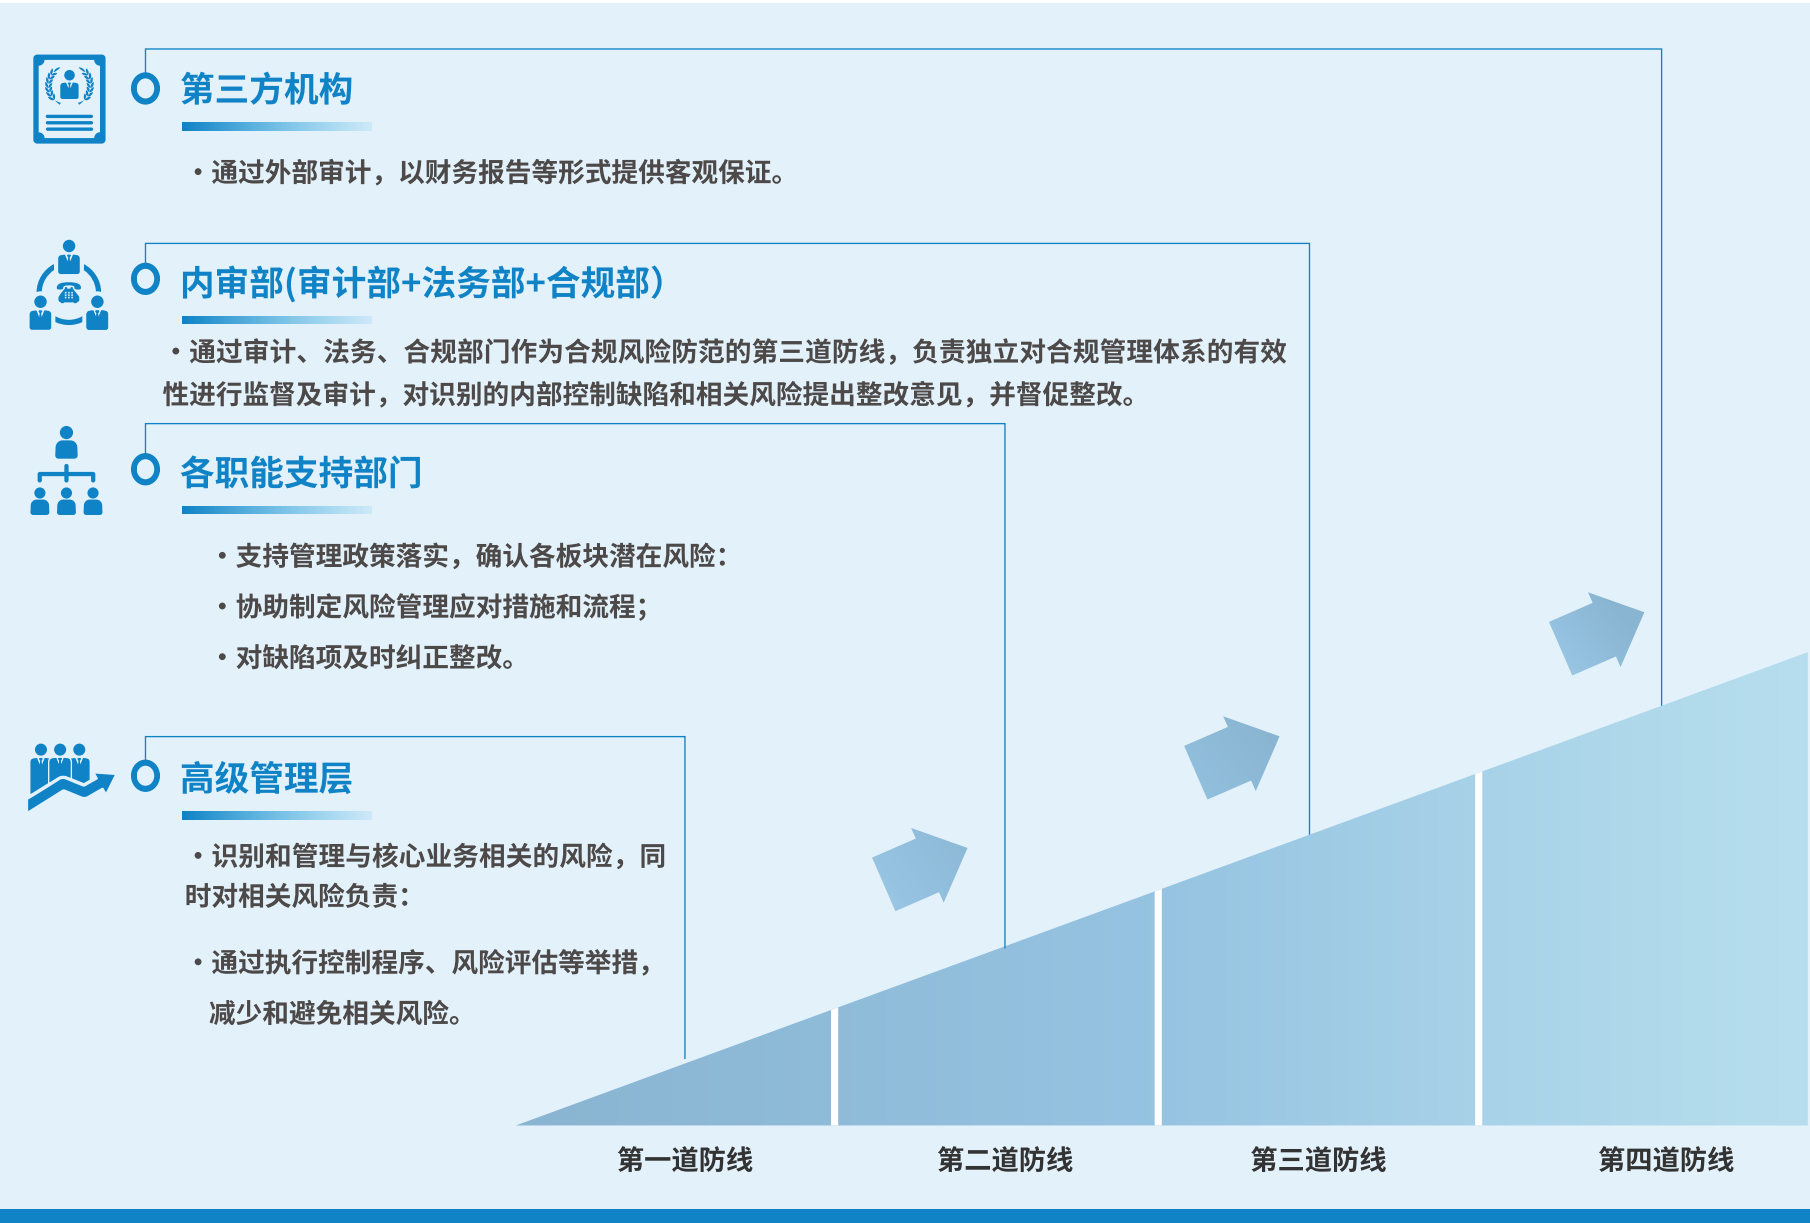 第三方机构
·通过外部审计，以财务报告等形式提供客观保证。
内审部(审计部+法务部+合规部）
·通过审计、法务、合规部门作为合规风险防范的第三道防线，负责独立对合规管理体系的有效
性进行监督及审计，对识别的内部控制缺陷和相关风险提出整改意见，并督促整改。
各职能支持部门
·支持管理政策落实，确认各板块潜在风险：
·协助制定风险管理应对措施和流程；
·对缺陷项及时纠正整改。
高级管理层
·识别和管理与核心业务相关的风险，同
时对相关风险负责：
·通过执行控制程序、风险评估等举措，
减少和避免相关风险。
第一道防线
第二道防线
第三道防线
第四道防线